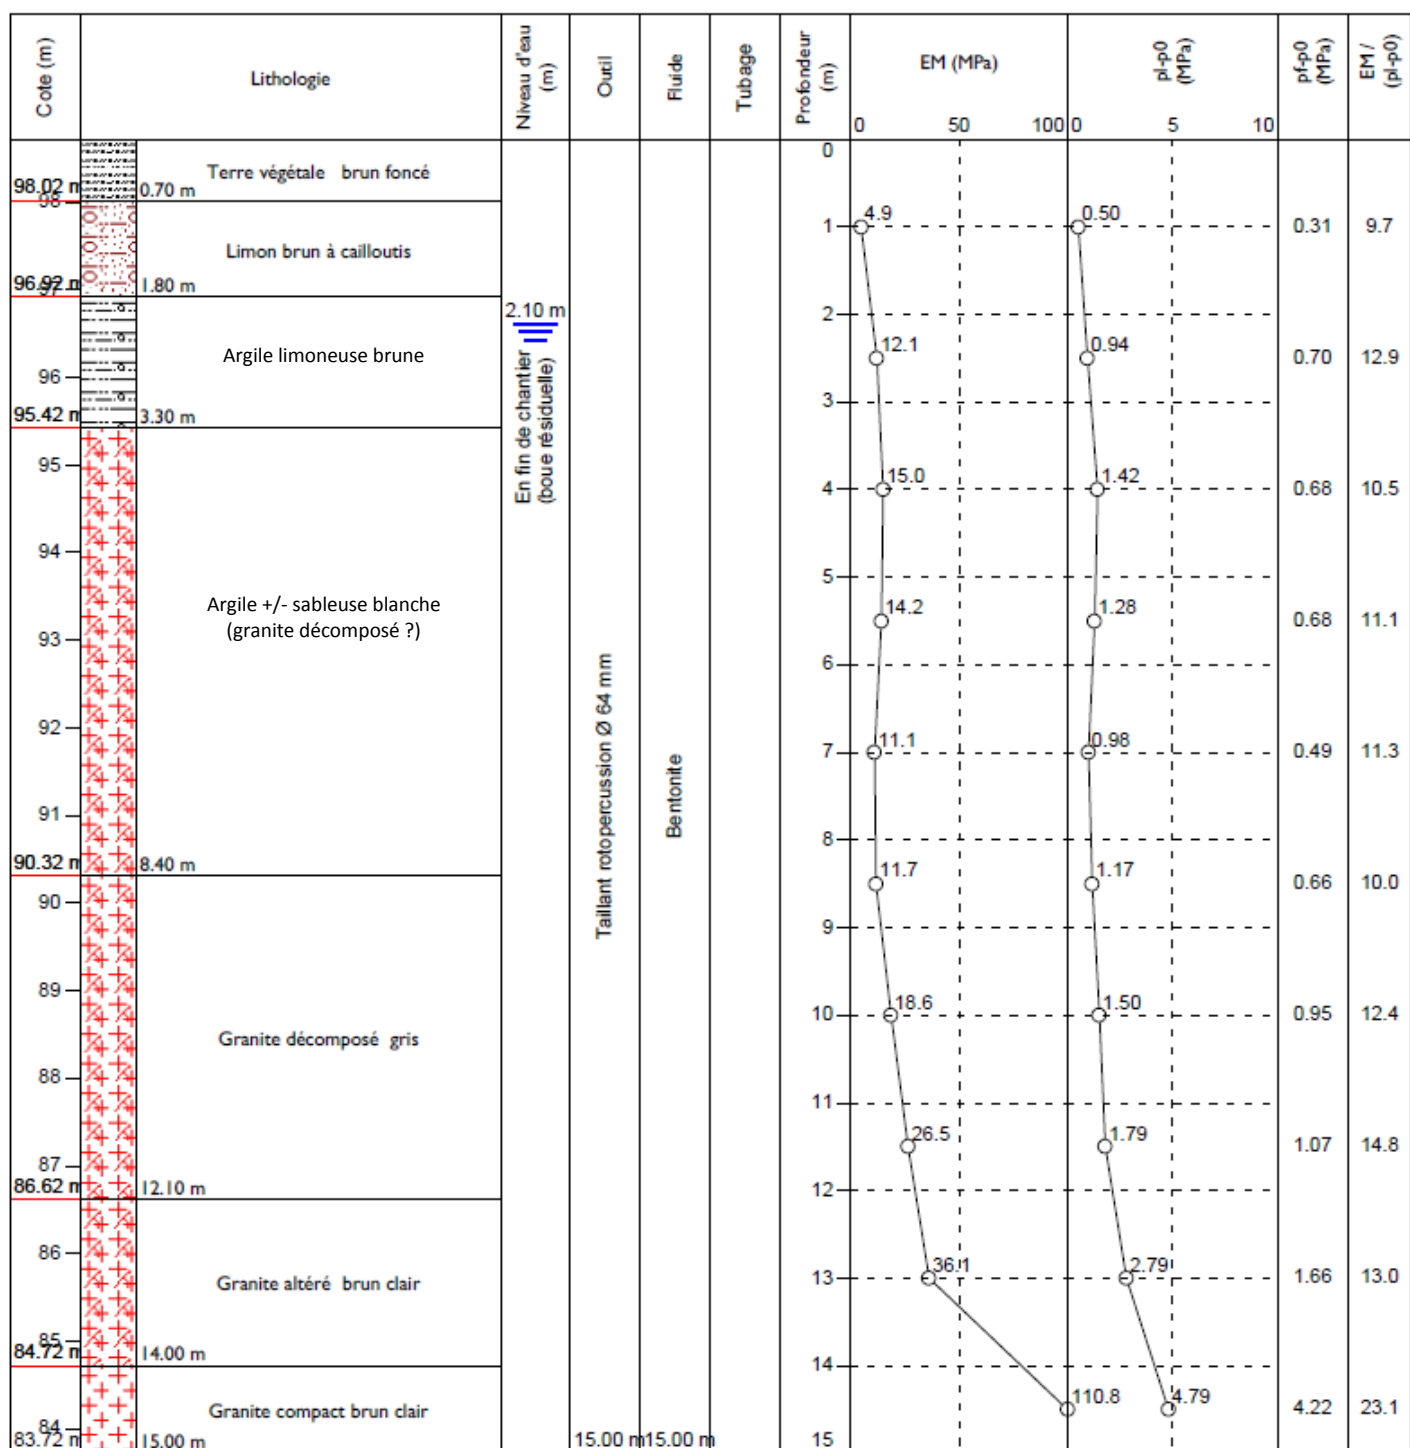 Cote (m)
Lithologie
Niveau d'eau
(m)
Outil
Fluide
Tubage
Profondeur
(m)
EM (MPa)
0 50 100
pl-p0
(MPa)
0 5 10
pf-p0
(MPa)
EM /
(pl-p0)
0
Terre végétale brun foncé
98.02 m 0.70 m
98
4.9 0.50
1 0.31 9.7
Limon brun à cailloutis
96.92 m 1.80 m
97
2.10 m
2
En fin de chantier
(boue résiduelle)
Argile limoneuse brune
12.1 0.94
0.70 12.9
96
3
95.42 m 3.30 m
95
15.0 1.42
4 0.68 10.5
94
5
Argile +/- sableuse blanche
(granite décomposé ?)
14.2 1.28
0.68 11.1
93
6
Taillant rotopercussion Ø 64 mm
Bentonite
92
11.1 0.98
7 0.49 11.3
91
8
90.32 m 8.40 m
11.7 1.17
0.66 10.0
90
9
89
18.6 1.50
10 0.95 12.4
Granite décomposé gris
88
11
26.5 1.79
1.07 14.8
87
86.62 m 12.10 m
12
86
36.1 2.79
13 1.66 13.0
Granite altéré brun clair
85
84.72 m 14.00 m
14
110.8 4.79
4.22 23.1
Granite compact brun clair
84
83.72 m 15.00 m 15.00 m 15.00 m 15